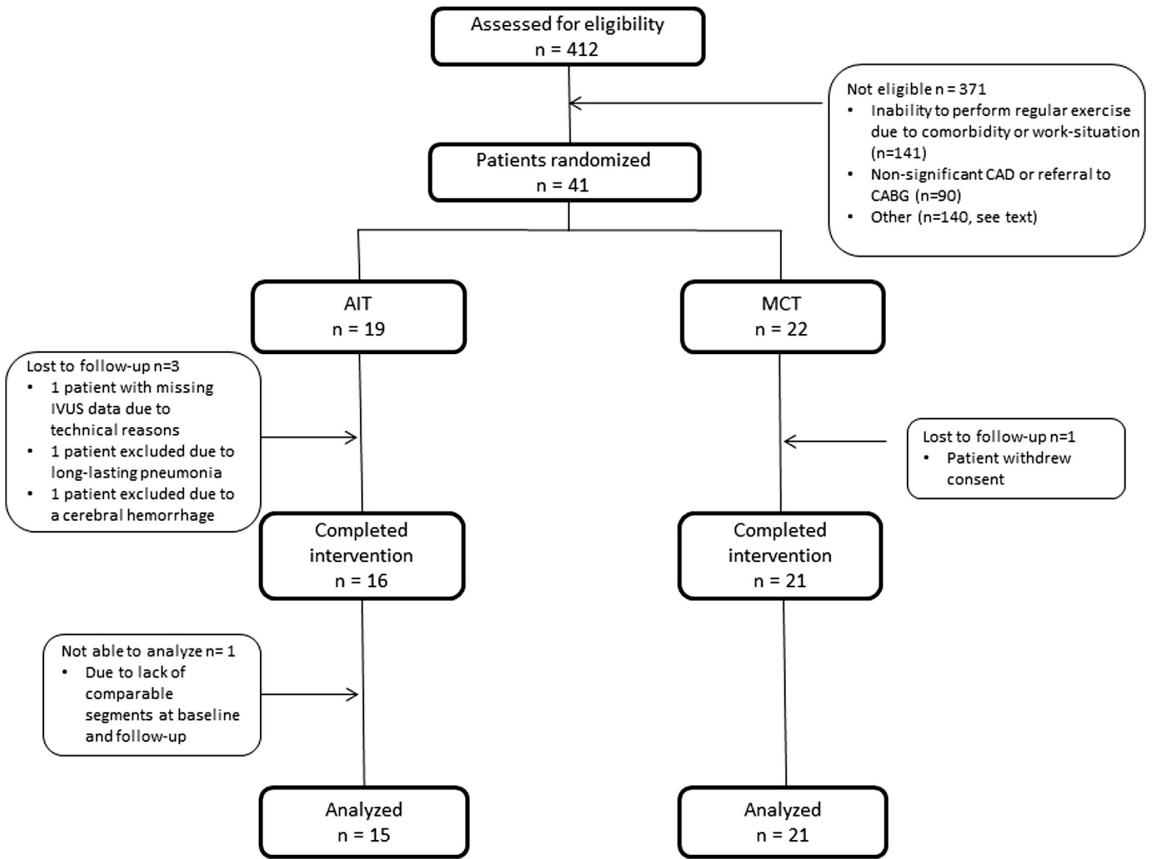 Assessed for eligibility
n = 412
Not eligible n = 371
• Inability to perform regular exercise
due to comorbidity or work-situation
(n=141)
• Non-significant CAD or referral to
CABG (n=90)
• Other (n=140, see text)
Patients randomized
n = 41
AIT
n = 19
MCT
n = 22
Lost to follow-up n=3
• 1 patient with missing
IVUS data due to
technical reasons
• 1 patient excluded due to
long-lasting pneumonia
• 1 patient excluded due to
a cerebral hemorrhage
Lost to follow-up n=1
• Patient withdrew
consent
Completed
intervention
n = 16
Completed
intervention
n = 21
Not able to analyze n= 1
• Due to lack of
comparable
segments at baseline
and follow-up
Analyzed
n = 15
Analyzed
n = 21